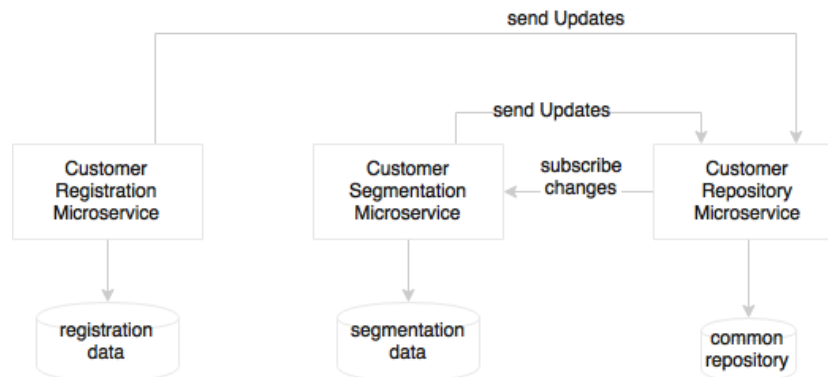 send Updates
send Updates
Customer
Registration
Microservice
Customer
Segmentation
Microservice
subscribe
changes
Customer
Repository
Microservice
registration
data
segmentation
data
common
repository